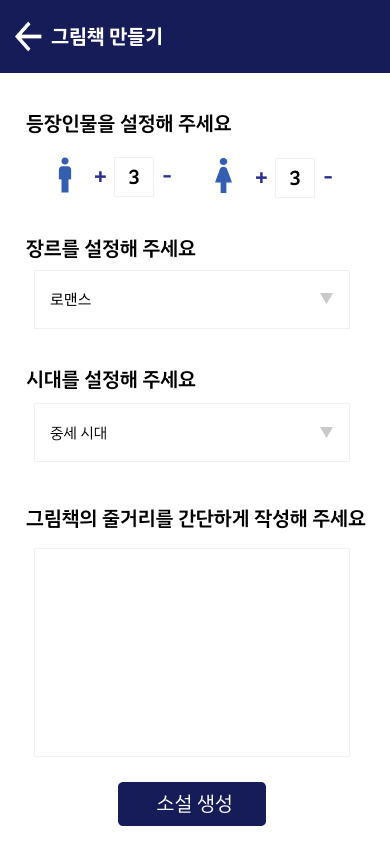 그림책 만들기
등장인물을 설정해 주세요
+ 3 - + 3 -
장르를 설정해 주세요
로맨스
시대를 설정해 주세요
중세 시대
그림책의 줄거리를 간단하게 작성해 주세요
소설 생성